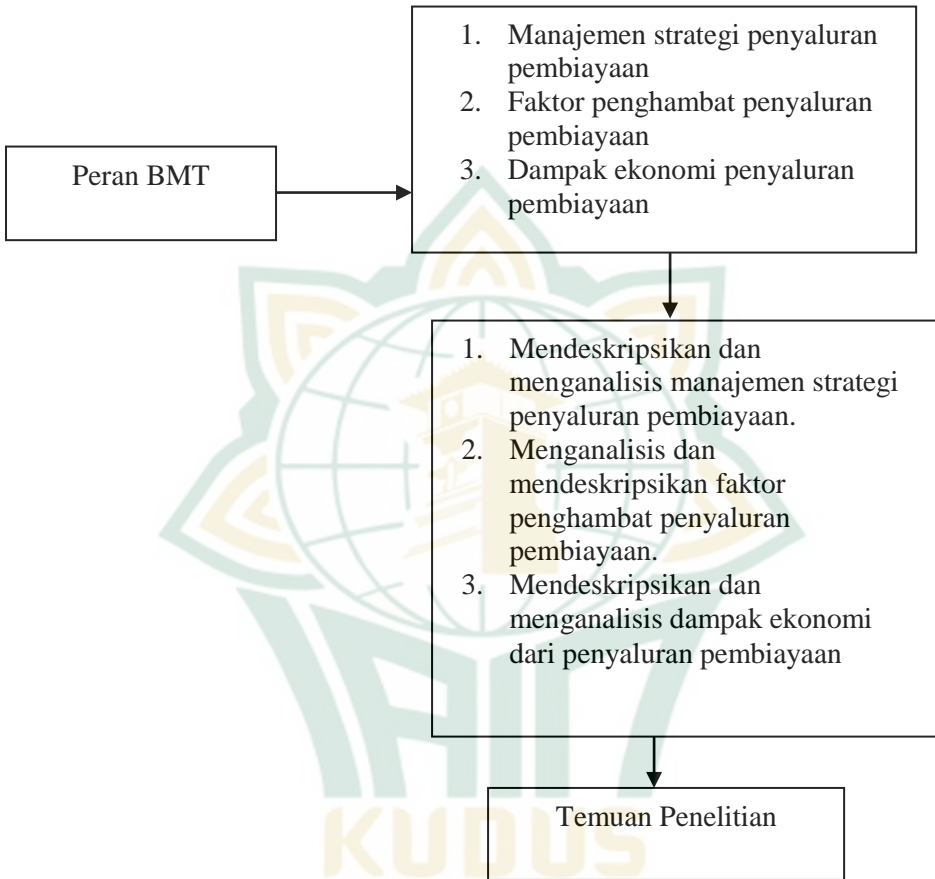 1. Manajemen strategi penyaluran
pembiayaan
2. Faktor penghambat penyaluran
pembiayaan
3. Dampak ekonomi penyaluran
pembiayaan
Peran BMT
1. Mendeskripsikan dan
menganalisis manajemen strategi
penyaluran pembiayaan.
2. Menganalisis dan
mendeskripsikan faktor
penghambat penyaluran
pembiayaan.
3. Mendeskripsikan dan
menganalisis dampak ekonomi
dari penyaluran pembiayaan
Temuan Penelitian
IAIN
KUDUS